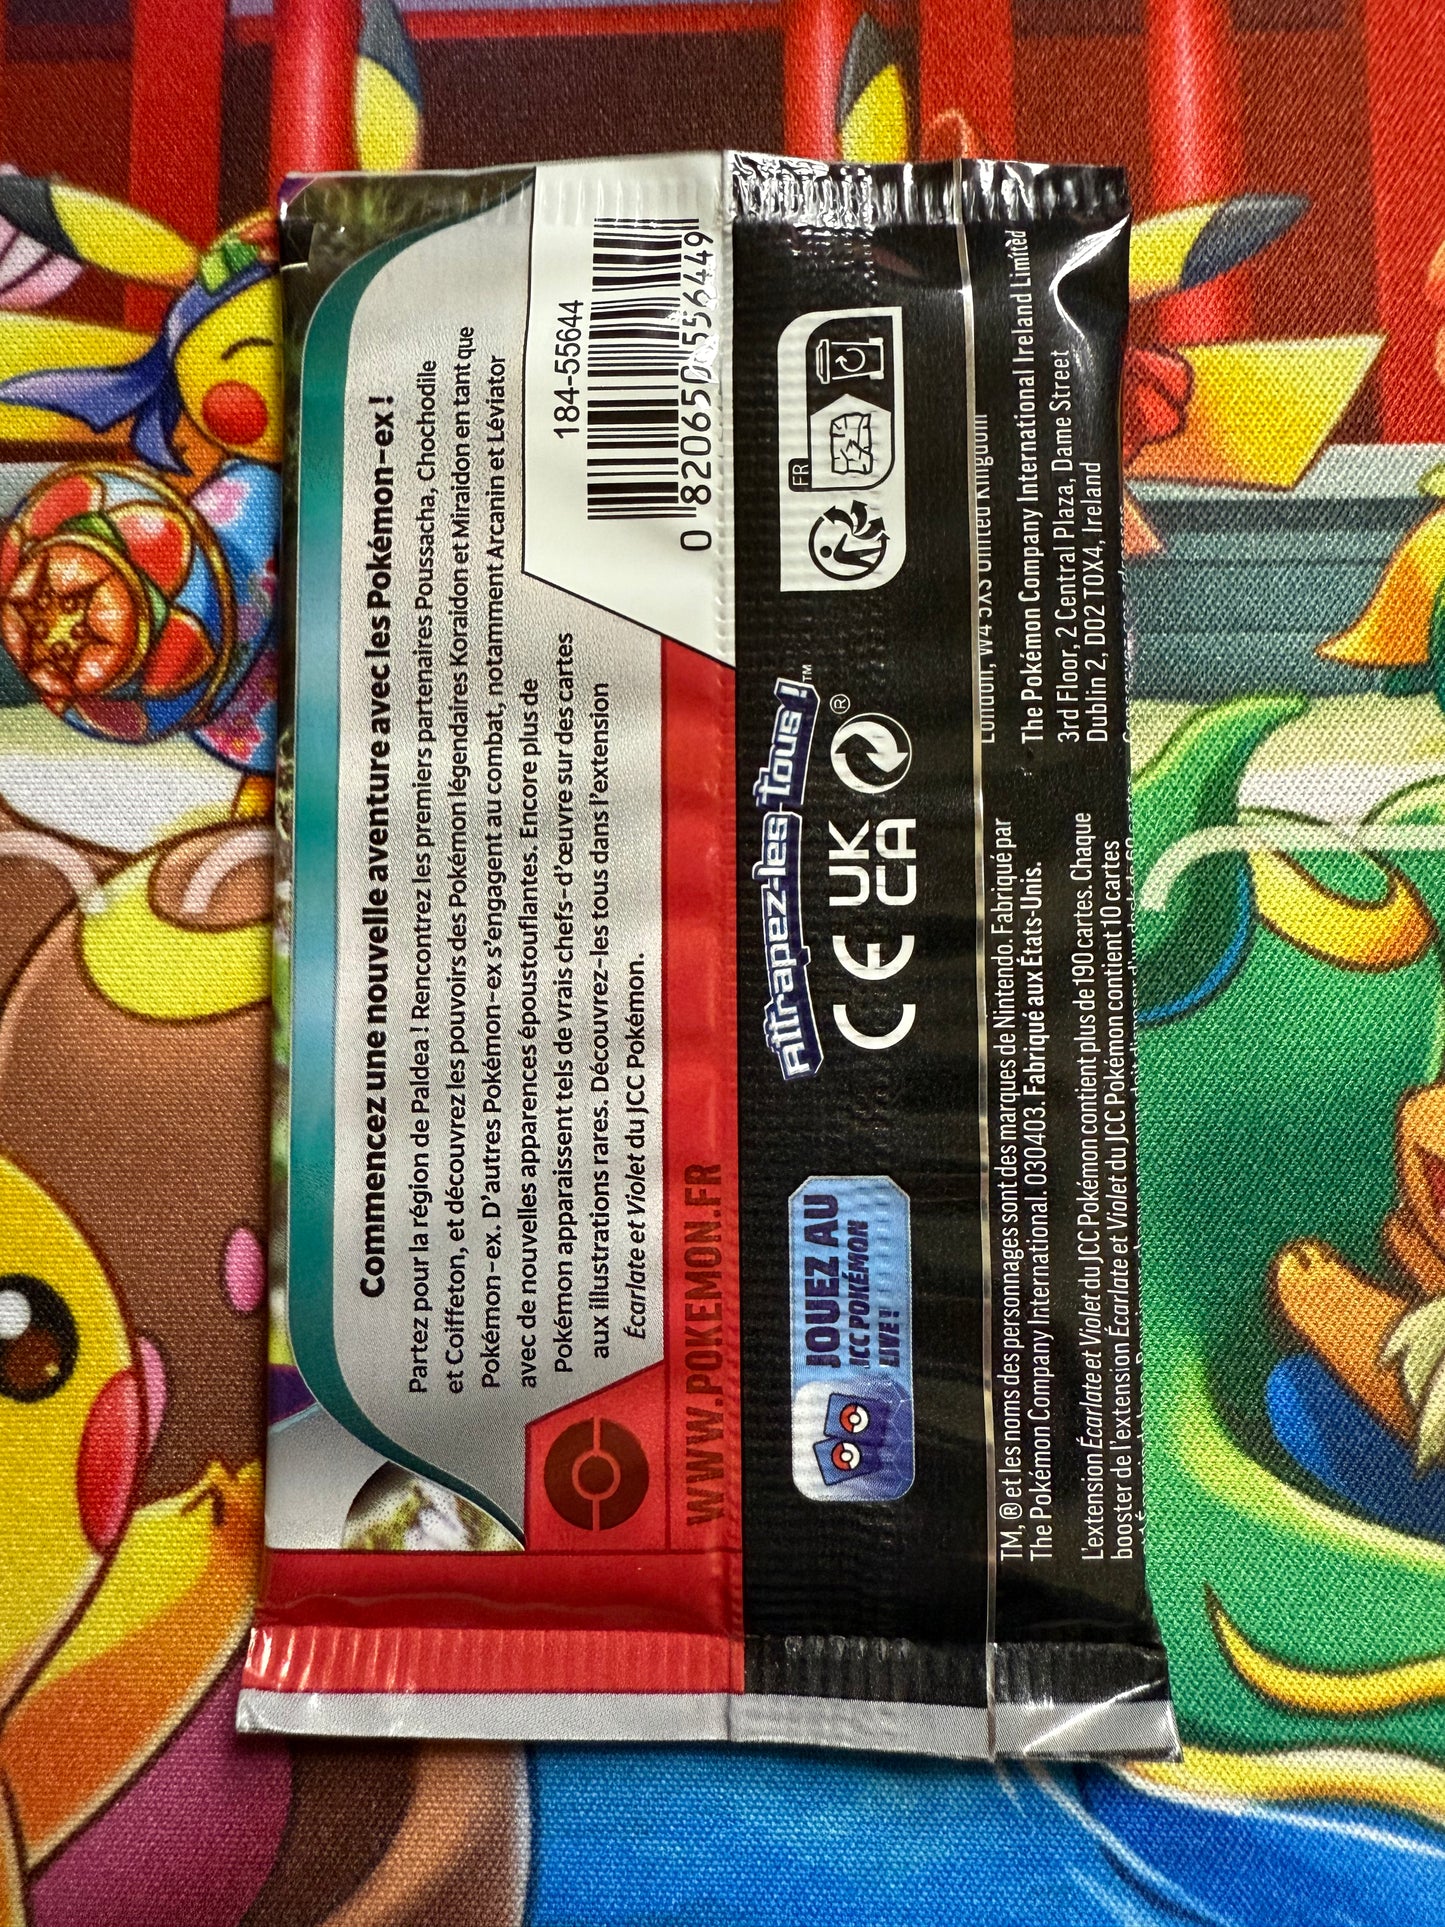 Commencez une nouvelle aventure avec les Pokémon-ex !
Partez pour la région de Paldea ! Rencontrez les premiers partenaires Poussacha, Chochodile
et Coiffeton, et découvrez les pouvoirs des Pokémon légendaires Koraidon et Miraidon en tant que
Pokémon-ex. D'autres Pokémon-ex s'engagent au combat, notamment Arcanin et Léviator
avec de nouvelles apparences époustouflantes. Encore plus de
Pokémon apparaissent tels de vrais chefs-d'œuvre sur des cartes
aux illustrations rares. Découvrez-les tous dans l'extension
Écarlate et Violet du JCC Pokémon.
184-55644
0 820650 556449
WWW.POKEMON.FR
Attrapez-les tous !™
JOUEZ AU
JCC POKÉMON
LIVE !
CE UK
CA
®
FR
TM, ® et les noms des personnages sont des marques de Nintendo. Fabriqué par
The Pokémon Company International. 030403. Fabriqué aux États-Unis.
L'extension Écarlate et Violet du JCC Pokémon contient plus de 190 cartes. Chaque
booster de l'extension Écarlate et Violet du JCC Pokémon contient 10 cartes
London, W4 5XS United Kingdom
The Pokémon Company International Ireland Limited
3rd Floor, 2 Central Plaza, Dame Street
Dublin 2, D02 T0X4, Ireland